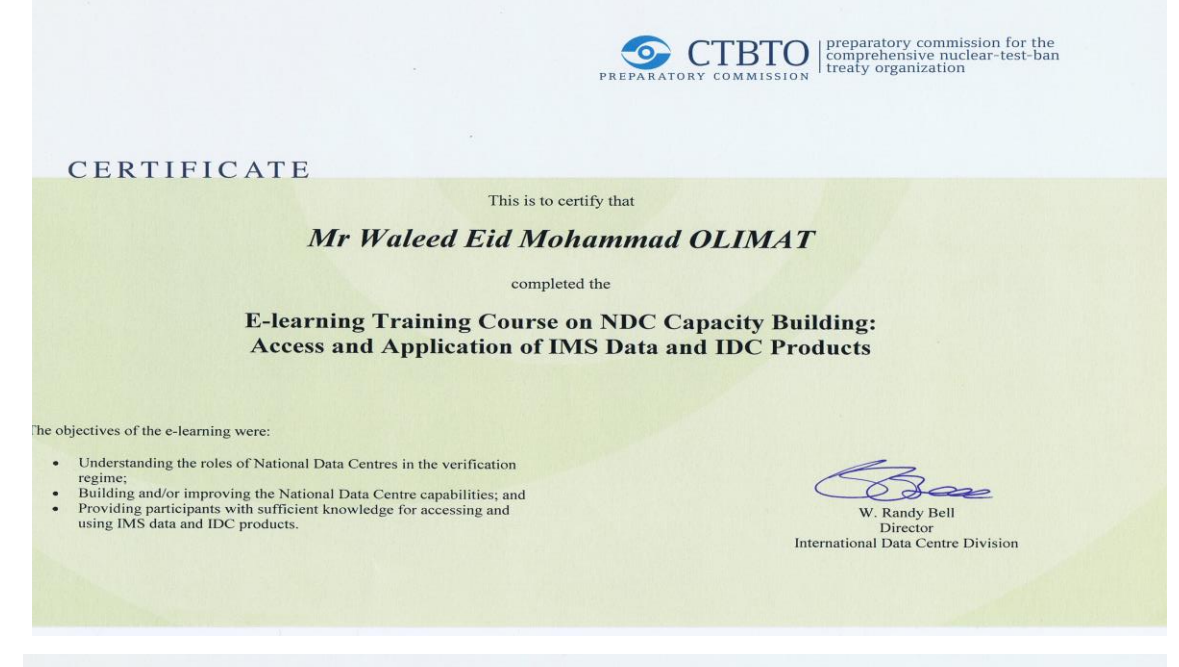 CTBTO
PREPARATORY COMMISSION
preparatory commission for the
comprehensive nuclear-test-ban
treaty organization
CERTIFICATE
This is to certify that
Mr Waleed Eid Mohammad OLIMAT
completed the
E-learning Training Course on NDC Capacity Building:
Access and Application of IMS Data and IDC Products
The objectives of the e-learning were:
• Understanding the roles of National Data Centres in the verification
regime;
• Building and/or improving the National Data Centre capabilities; and
• Providing participants with sufficient knowledge for accessing and
using IMS data and IDC products.
W. Randy Bell
Director
International Data Centre Division